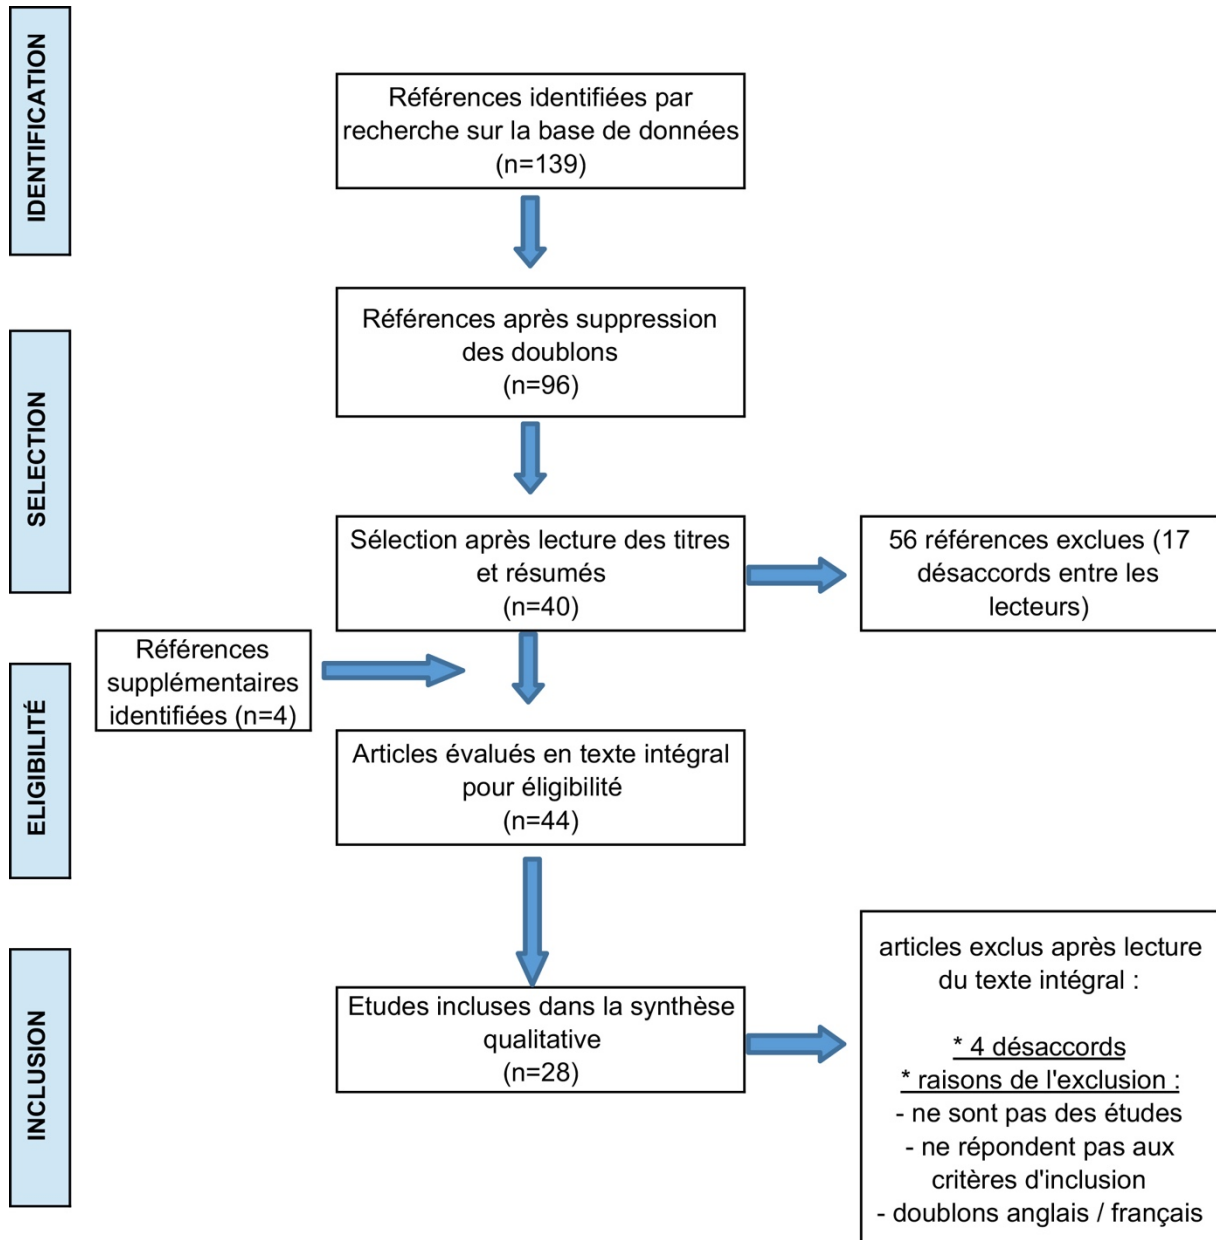 IDENTIFICATION
Références identifiées par
recherche sur la base de données
(n=139)
SELECTION
Références après suppression
des doublons
(n=96)
Sélection après lecture des titres
et résumés
(n=40)
56 références exclues (17
désaccords entre les
lecteurs)
ELIGIBILITÉ
Références
supplémentaires
identifiées (n=4)
Articles évalués en texte intégral
pour éligibilité
(n=44)
INCLUSION
Etudes incluses dans la synthèse
qualitative
(n=28)
articles exclus après lecture
du texte intégral :
* 4 désaccords
* raisons de l'exclusion :
- ne sont pas des études
- ne répondent pas aux
critères d'inclusion
- doublons anglais / français